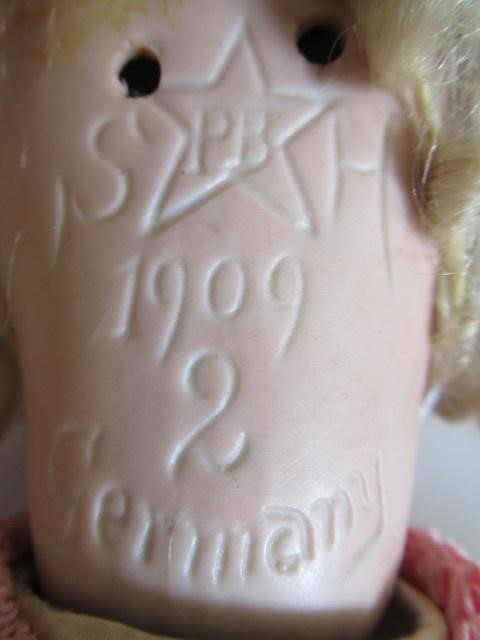 S PB H
1909
2
Germany